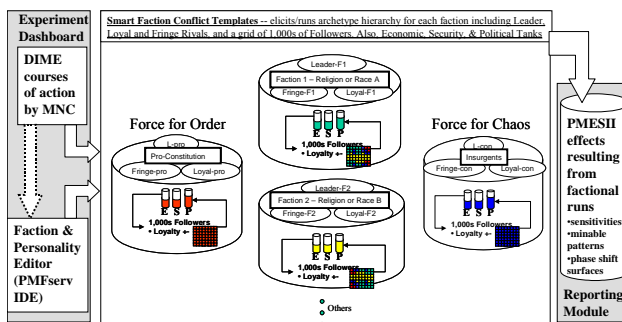 Experiment
Dashboard
DIME
courses
of action
by MNC
Faction &
Personality
Editor
(PMFserv
IDE)
Smart Faction Conflict Templates -- elicits/runs archetype hierarchy for each faction including Leader,
Loyal and Fringe Rivals, and a grid of 1,000s of Followers. Also, Economic, Security, & Political Tanks
Force for Order
L-pro
Pro-Constitution
Fringe-pro Loyal-pro
E S P
1,000s Followers
• Loyalty ←
Leader-F1
Faction 1 – Religion or Race A
Fringe-F1 Loyal-F1
E S P
1,000s Followers
• Loyalty ←
Leader-F2
Faction 2 – Religion or Race B
Fringe-F2 Loyal-F2
E S P
1,000s Followers
• Loyalty ←
Others
Force for Chaos
L-con
Insurgents
Fringe-con Loyal-con
E S P
1,000s Followers
• Loyalty ←
PMESII
effects
resulting
from
factional
runs
•sensitivities
•minable
patterns
•phase shift
surfaces
Reporting
Module